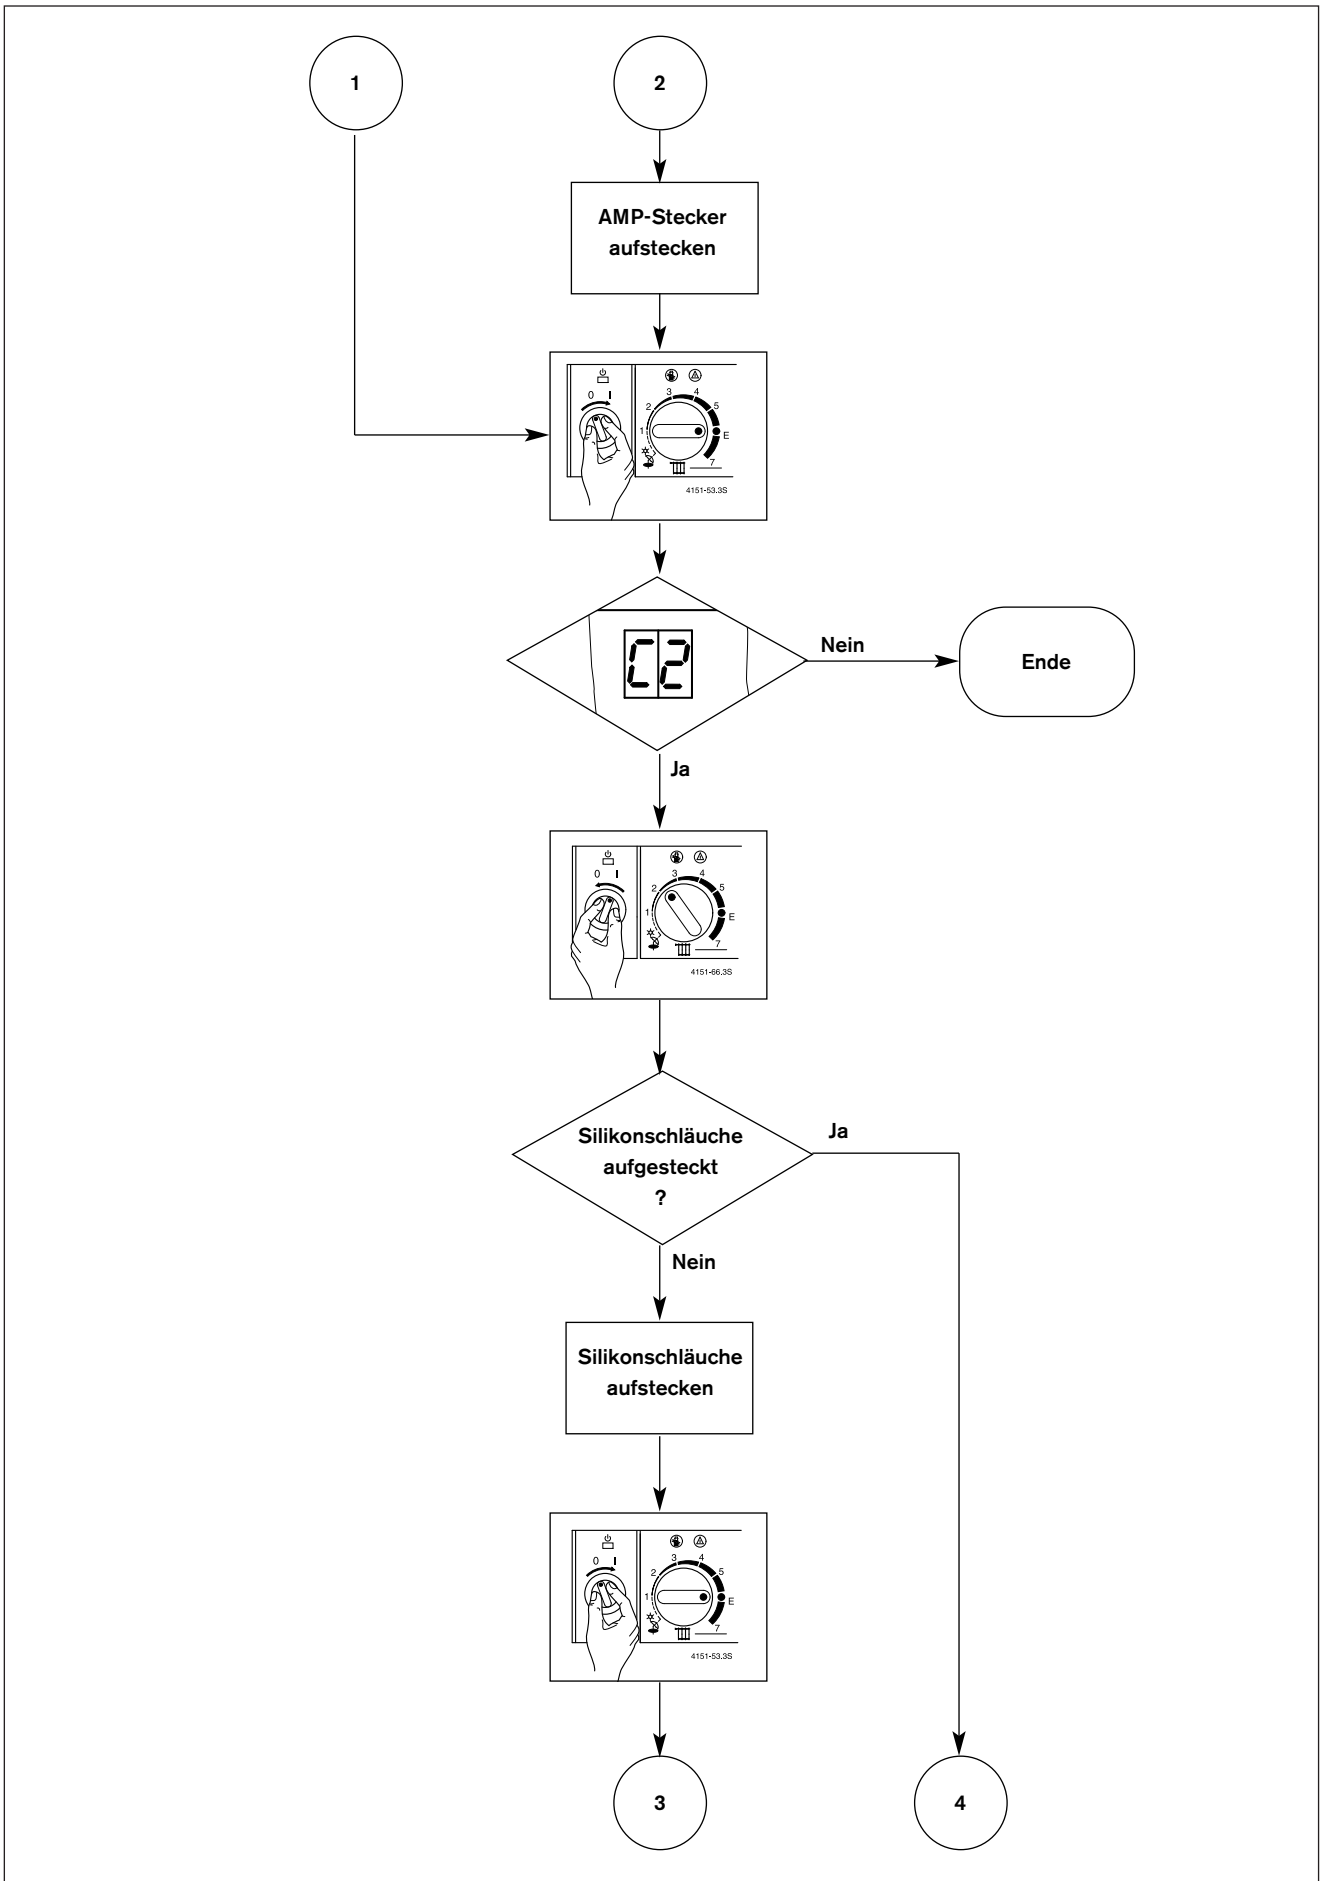 1
2
AMP-Stecker
aufstecken
0 I
1
2
3
4
5
E
7
4151-53.3S
C2
Nein
Ende
Ja
0 I
1
2
3
4
5
E
7
4151-66.3S
Silikonschläuche
aufgesteckt
?
Ja
Nein
Silikonschläuche
aufstecken
0 I
1
2
3
4
5
E
7
4151-53.3S
3
4